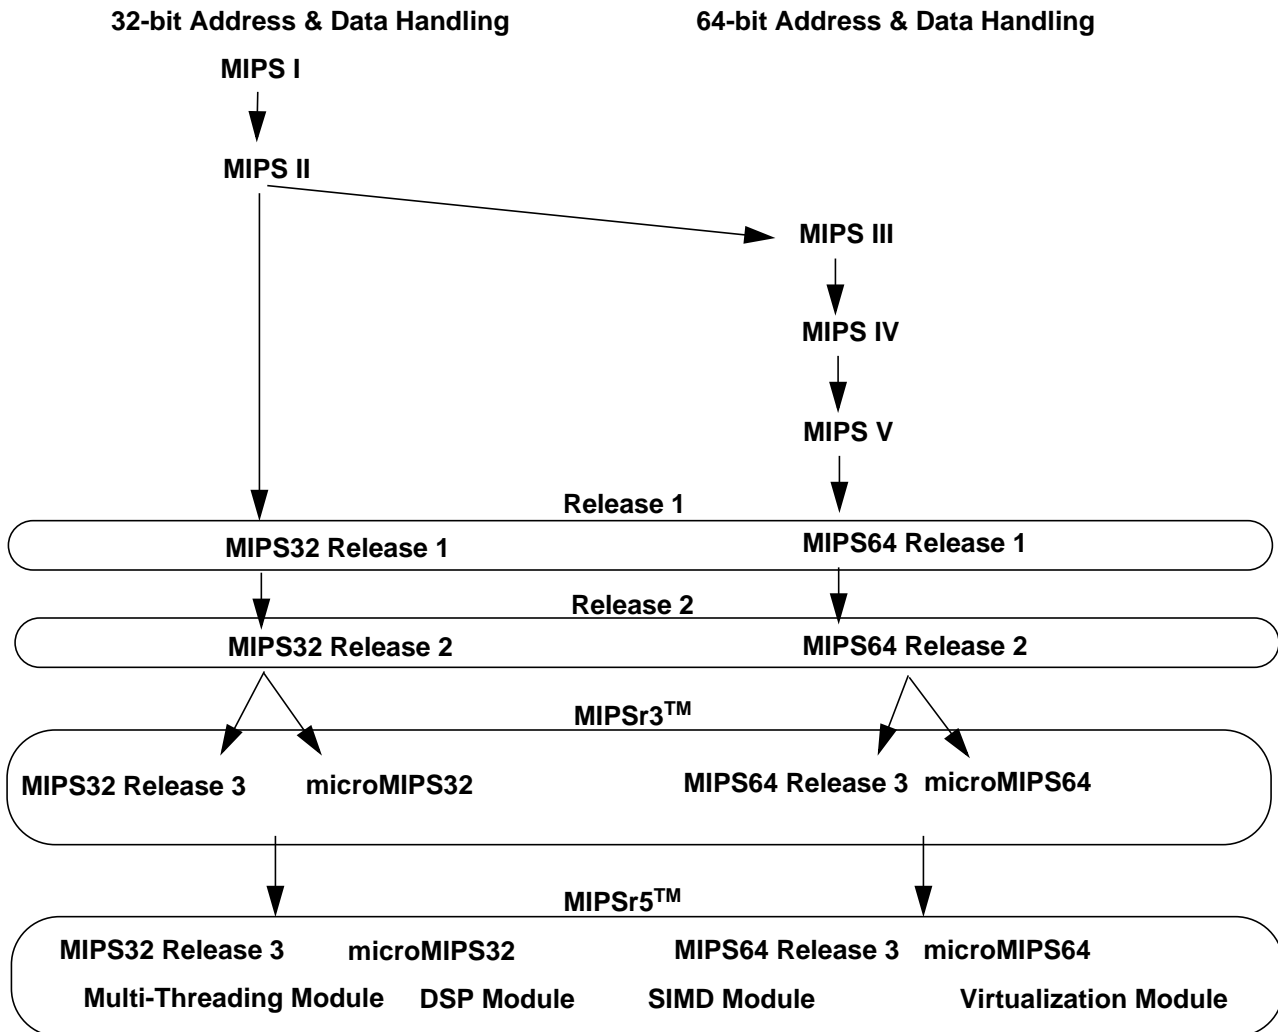 32-bit Address & Data Handling
64-bit Address & Data Handling
MIPS I
MIPS II
MIPS III
MIPS IV
MIPS V
Release 1
MIPS32 Release 1
MIPS64 Release 1
Release 2
MIPS32 Release 2
MIPS64 Release 2
MIPSr3TM
MIPS32 Release 3
microMIPS32
MIPS64 Release 3
microMIPS64
MIPSr5TM
MIPS32 Release 3
microMIPS32
MIPS64 Release 3
microMIPS64
Multi-Threading Module
DSP Module
SIMD Module
Virtualization Module